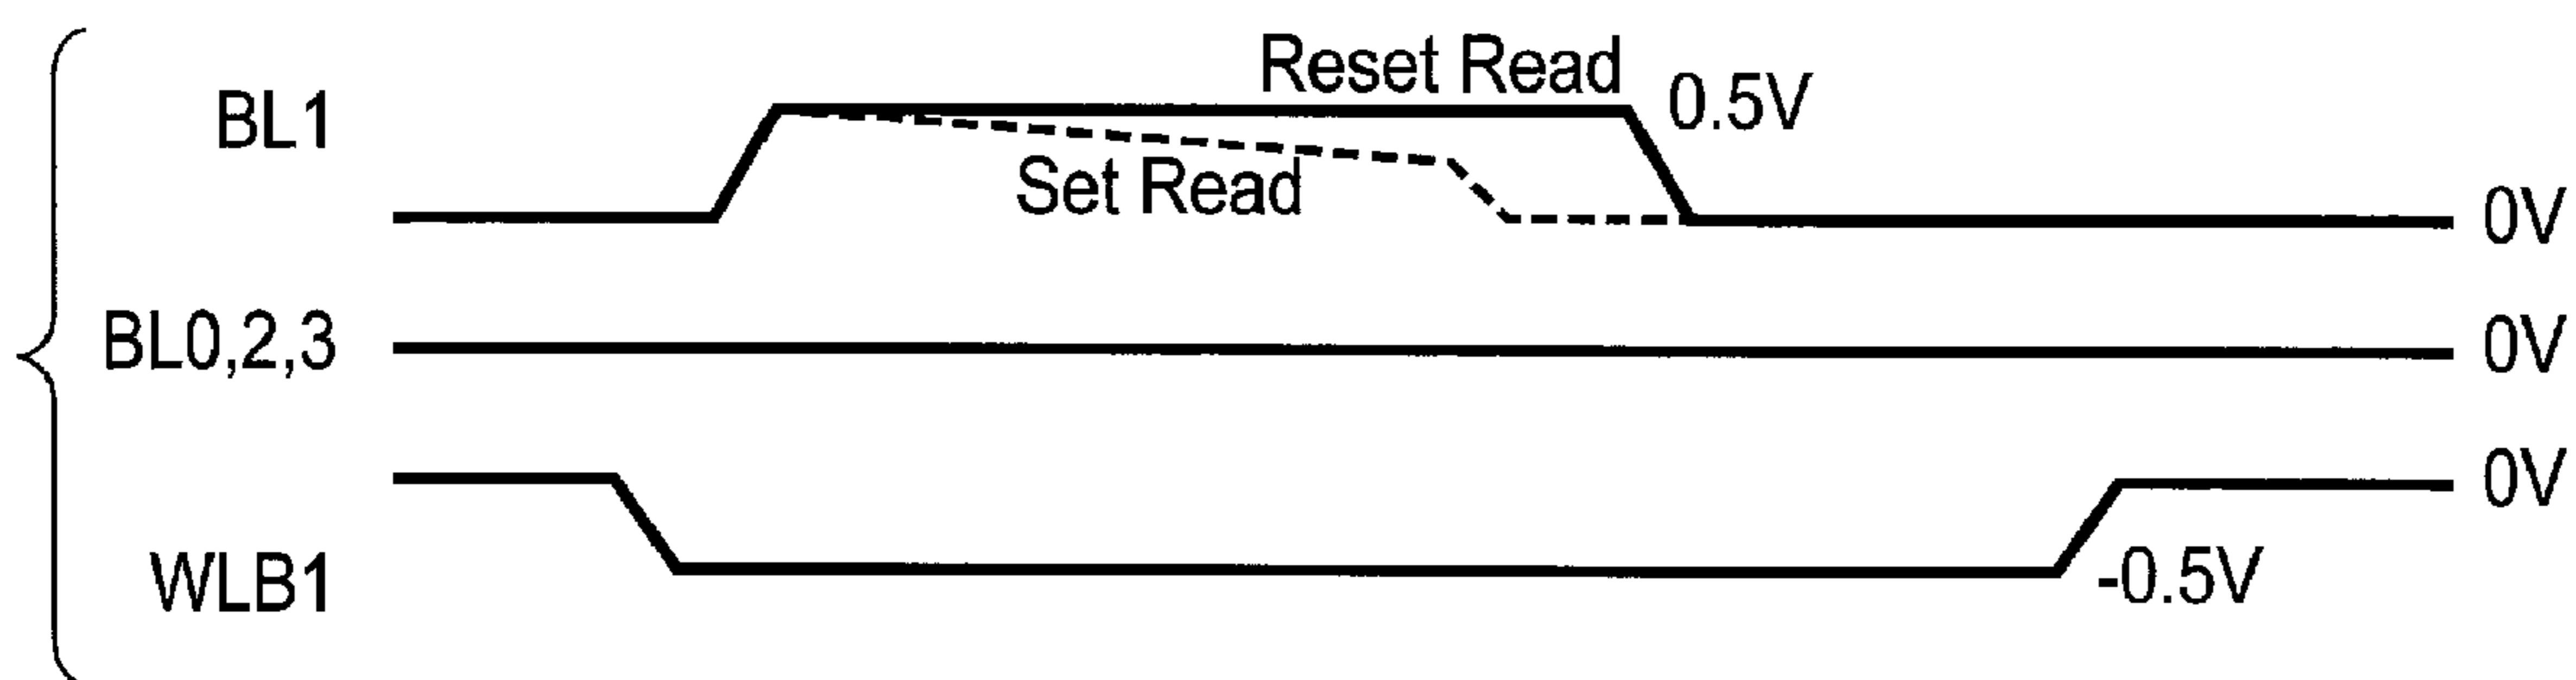 Reset Read
BL1
0.5V
Set Read
0V
BL0,2,3
0V
0V
WLB1
-0.5V